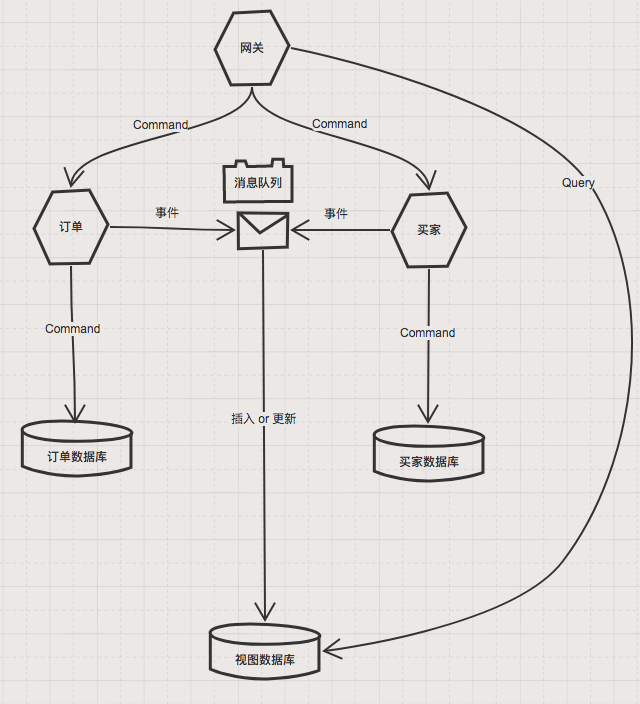 网关
Command
Command
消息队列
Query
事件
事件
订单
买家
Command
Command
插入 or 更新
订单数据库
买家数据库
视图数据库